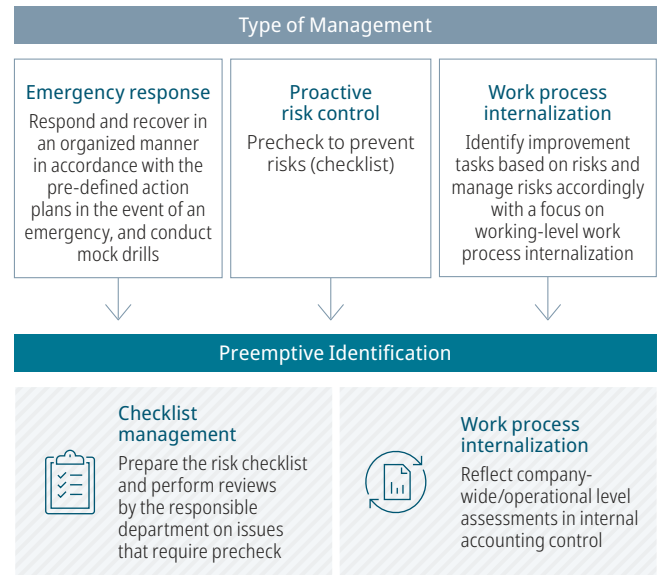 Type of Management
Emergency response
Respond and recover in
an organized manner
in accordance with the
pre-defined action
plans in the event of an
emergency, and conduct
mock drills
Proactive
risk control
Precheck to prevent
risks (checklist)
Work process
internalization
Identify improvement
tasks based on risks and
manage risks accordingly
with a focus on
working-level work
process internalization
Preemptive Identification
Checklist
management
Prepare the risk checklist
and perform reviews
by the responsible
department on issues
that require precheck
Work process
internalization
Reflect company-
wide/operational level
assessments in internal
accounting control